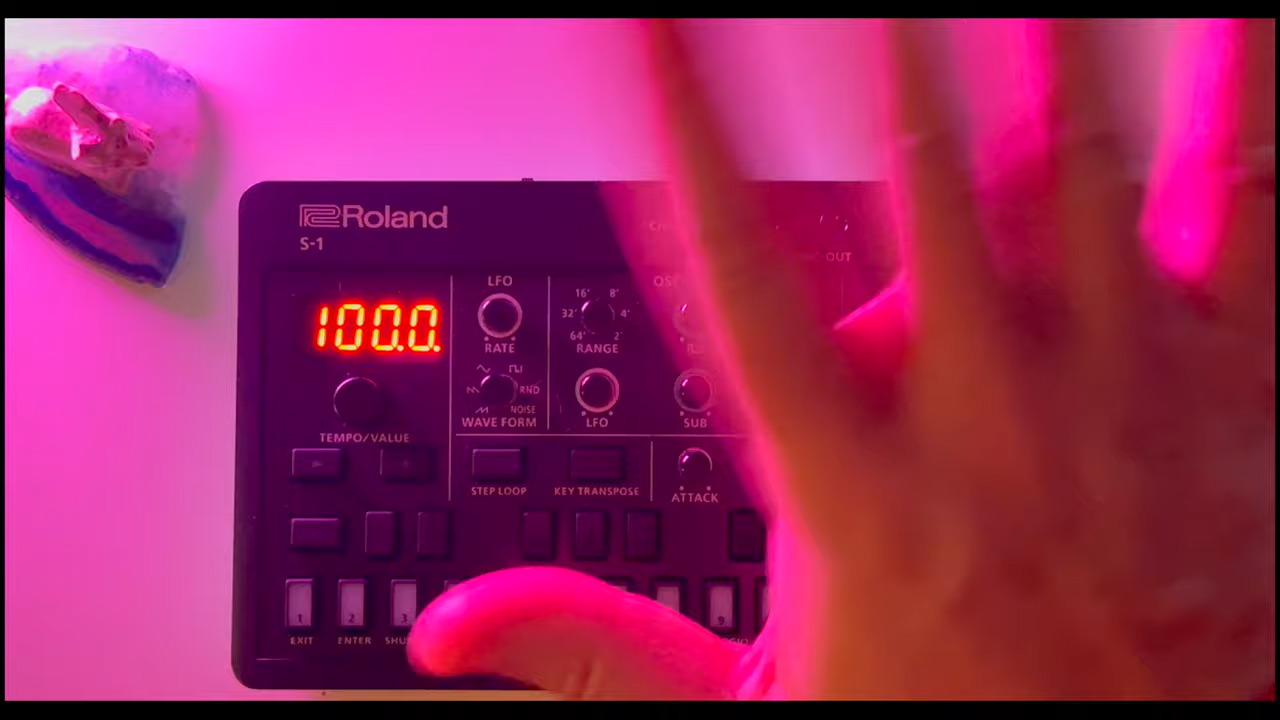 Roland
S-1
OUT
LFO
OSC
100.0.
16' 8'
32' 4'
64' 2'
RATE
RANGE
RND
NOISE
WAVE FORM
LFO
SUB
TEMPO/VALUE
STEP LOOP
KEY TRANSPOSE
ATTACK
1
2
3
9
EXIT
ENTER